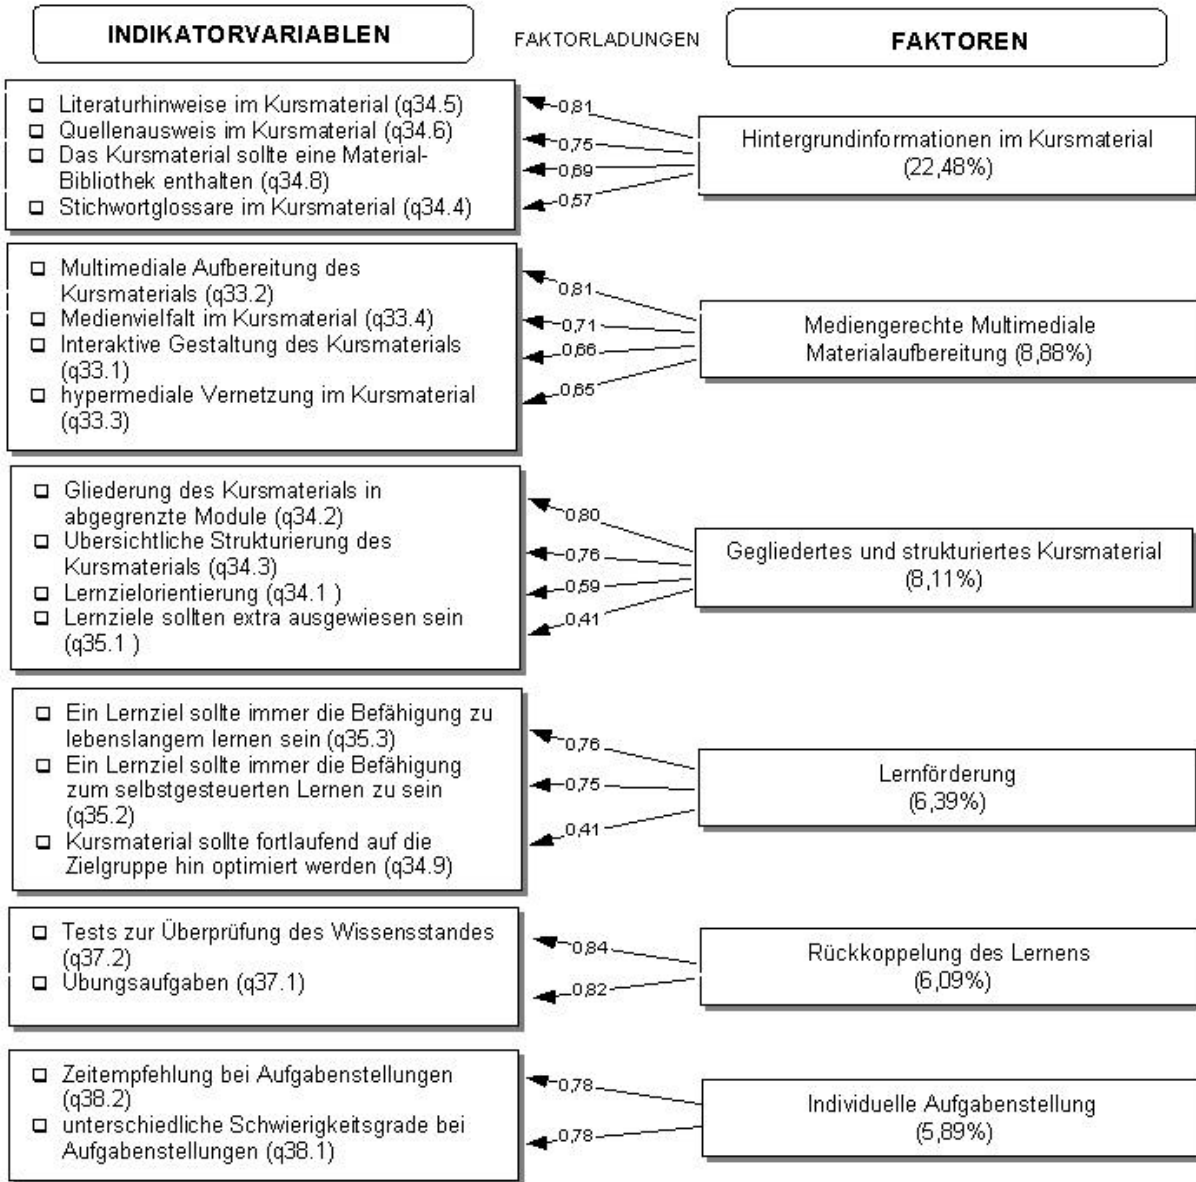 INDIKATORVARIABLEN
FAKTORLADUNGEN
FAKTOREN
Literaturhinweise im Kursmaterial (q34.5)
Quellenausweis im Kursmaterial (q34.6)
Das Kursmaterial sollte eine Material-
Bibliothek enthalten (q34.8)
Stichwortglossare im Kursmaterial (q34.4)
0,81
0,75
0,69
0,57
Hintergrundinformationen im Kursmaterial
(22,48%)
Multimediale Aufbereitung des
Kursmaterials (q33.2)
Medienvielfalt im Kursmaterial (q33.4)
Interaktive Gestaltung des Kursmaterials
(q33.1)
hypermediale Vernetzung im Kursmaterial
(q33.3)
0,81
0,71
0,66
0,65
Mediengerechte Multimediale
Materialaufbereitung (8,88%)
Gliederung des Kursmaterials in
abgegrenzte Module (q34.2)
Übersichtliche Strukturierung des
Kursmaterials (q34.3)
Lernzielorientierung (q34.1 )
Lernziele sollten extra ausgewiesen sein
(q35.1 )
0,80
0,76
0,59
0,41
Gegliedertes und strukturiertes Kursmaterial
(8,11%)
Ein Lernziel sollte immer die Befähigung zu
lebenslangem lernen sein (q35.3)
Ein Lernziel sollte immer die Befähigung
zum selbstgesteuerten Lernen zu sein
(q35.2)
Kursmaterial sollte fortlaufend auf die
Zielgruppe hin optimiert werden (q34.9)
0,76
0,75
0,41
Lernförderung
(6,39%)
Tests zur Überprüfung des Wissensstandes
(q37.2)
Übungsaufgaben (q37.1)
0,84
0,82
Rückkoppelung des Lernens
(6,09%)
Zeitempfehlung bei Aufgabenstellungen
(q38.2)
unterschiedliche Schwierigkeitsgrade bei
Aufgabenstellungen (q38.1)
0,78
0,78
Individuelle Aufgabenstellung
(5,89%)